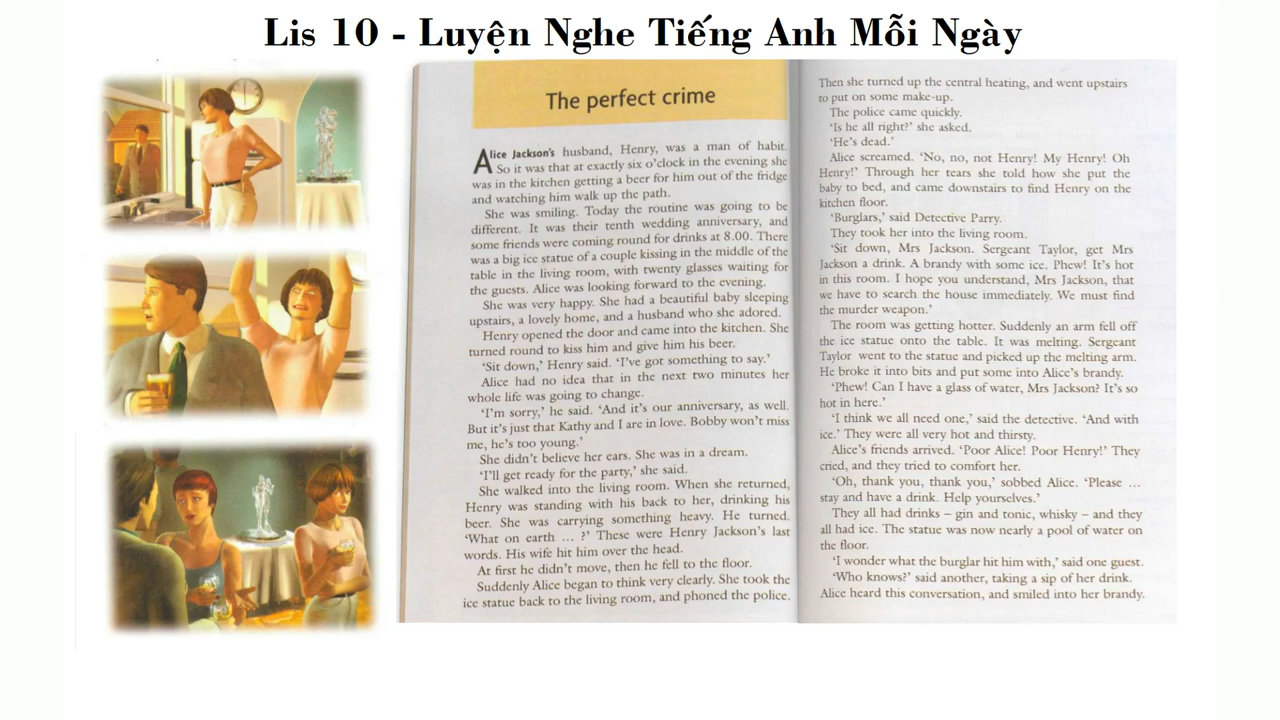 Lis 10 - Luyện Nghe Tiếng Anh Mỗi Ngày
The perfect crime
Alice Jackson's husband, Henry, was a man of habit.
So it was that at exactly six o'clock in the evening she
was in the kitchen getting a beer for him out of the fridge
and watching him walk up the path.
She was smiling. Today the routine was going to be
different. It was their tenth wedding anniversary, and
some friends were coming round for drinks at 8.00. There
was a big ice statue of a couple kissing in the middle of the
table in the living room, with twenty glasses waiting for
the guests. Alice was looking forward to the evening.
She was very happy. She had a beautiful baby sleeping
upstairs, a lovely home, and a husband who she adored.
Henry opened the door and came into the kitchen. She
turned round to kiss him and give him his beer.
'Sit down,' Henry said. 'I've got something to say.'
Alice had no idea that in the next two minutes her
whole life was going to change.
'I'm sorry,' he said. 'And it's our anniversary, as well.
But it's just that Kathy and I are in love. Bobby won't miss
me, he's too young.'
She didn't believe her ears. She was in a dream.
'I'll get ready for the party,' she said.
She walked into the living room. When she returned,
Henry was standing with his back to her, drinking his
beer. She was carrying something heavy. He turned.
'What on earth ... ?' These were Henry Jackson's last
words. His wife hit him over the head.
At first he didn't move, then he fell to the floor.
Suddenly Alice began to think very clearly. She took the
ice statue back to the living room, and phoned the police.
Then she turned up the central heating, and went upstairs
to put on some make-up.
The police came quickly.
'Is he all right?' she asked.
'He's dead.'
Alice screamed. 'No, no, not Henry! My Henry! Oh
Henry!' Through her tears she told how she put the
baby to bed, and came downstairs to find Henry on the
kitchen floor.
'Burglars,' said Detective Parry.
They took her into the living room.
'Sit down, Mrs Jackson. Sergeant Taylor, get Mrs
Jackson a drink. A brandy with some ice. Phew! It's hot
in this room. I hope you understand, Mrs Jackson, that
we have to search the house immediately. We must find
the murder weapon.'
The room was getting hotter. Suddenly an arm fell off
the ice statue onto the table. It was melting. Sergeant
Taylor went to the statue and picked up the melting arm.
He broke it into bits and put some into Alice's brandy.
'Phew! Can I have a glass of water, Mrs Jackson? It's so
hot in here.'
'I think we all need one,' said the detective. 'And with
ice.' They were all very hot and thirsty.
Alice's friends arrived. 'Poor Alice! Poor Henry!' They
cried, and they tried to comfort her.
'Oh, thank you, thank you,' sobbed Alice. 'Please ...
stay and have a drink. Help yourselves.'
They all had drinks – gin and tonic, whisky – and they
all had ice. The statue was now nearly a pool of water on
the floor.
'I wonder what the burglar hit him with,' said one guest.
'Who knows?' said another, taking a sip of her drink.
Alice heard this conversation, and smiled into her brandy.